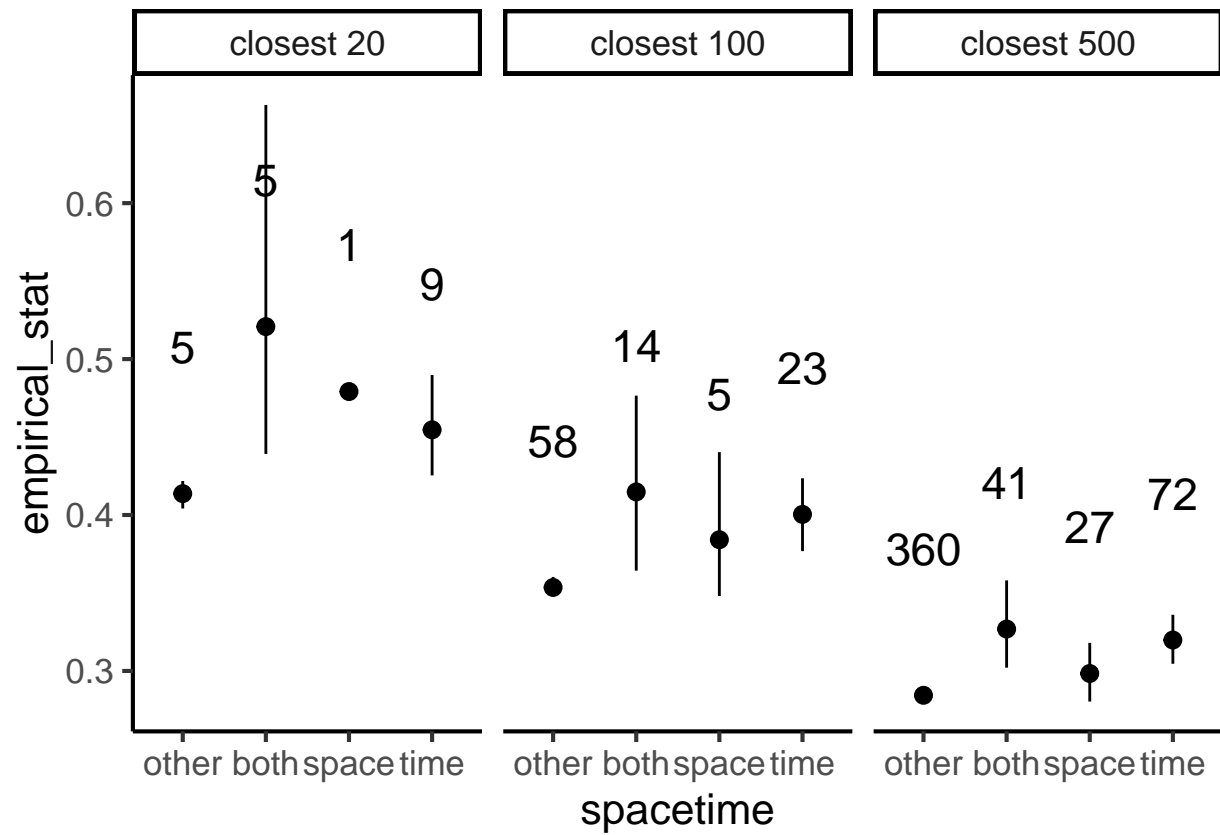 closest 20 closest 100 closest 500
empirical_stat
0.6
0.5
0.4
0.3
5 5 1 9
58 14 5 23
360 41 27 72
other both space time other both space time other both space time
spacetime